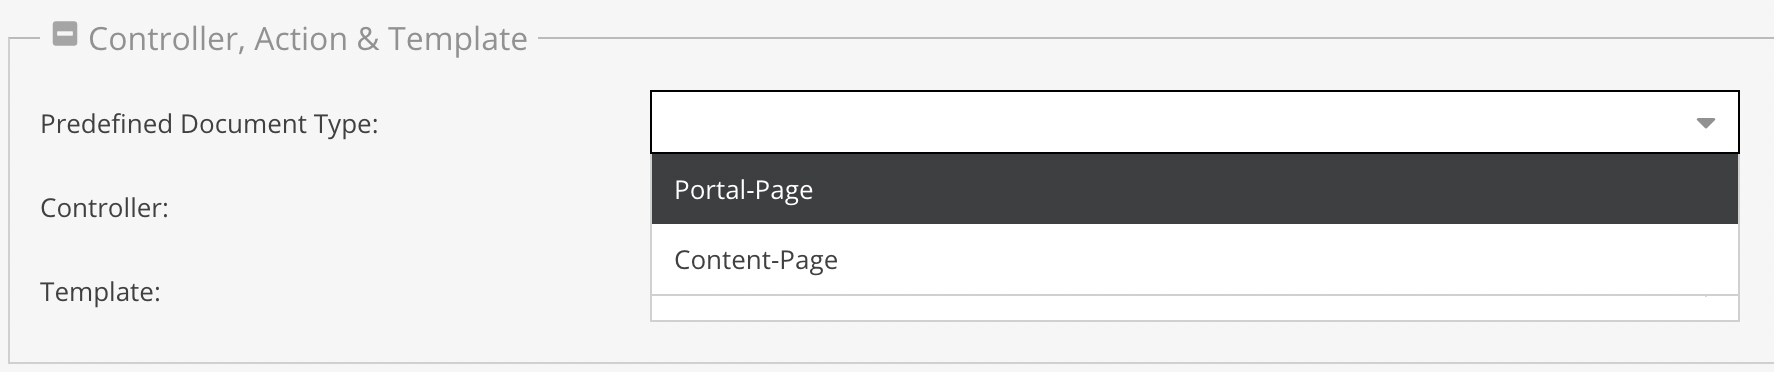 Controller, Action & Template
Predefined Document Type:
Portal-Page
Controller:
Content-Page
Template: